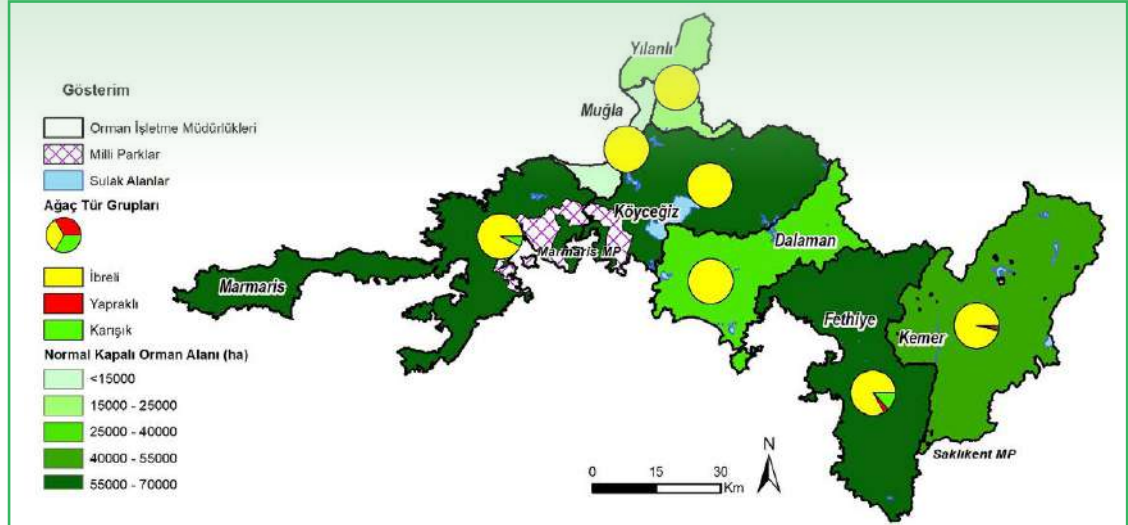 Gösterim
Orman İşletme Müdürlükleri
Milli Parklar
Sulak Alanlar
Ağaç Tür Grupları
İbreli
Yapraklı
Karışık
Normal Kapalı Orman Alanı (ha)
<15000
15000 - 25000
25000 - 40000
40000 - 55000
55000 - 70000
Yılanlı
Muğla
Köyceğiz
Dalaman
Marmaris MP
Marmaris
Fethiye
Kemer
Saklıkent MP
N
0 15 30
Km